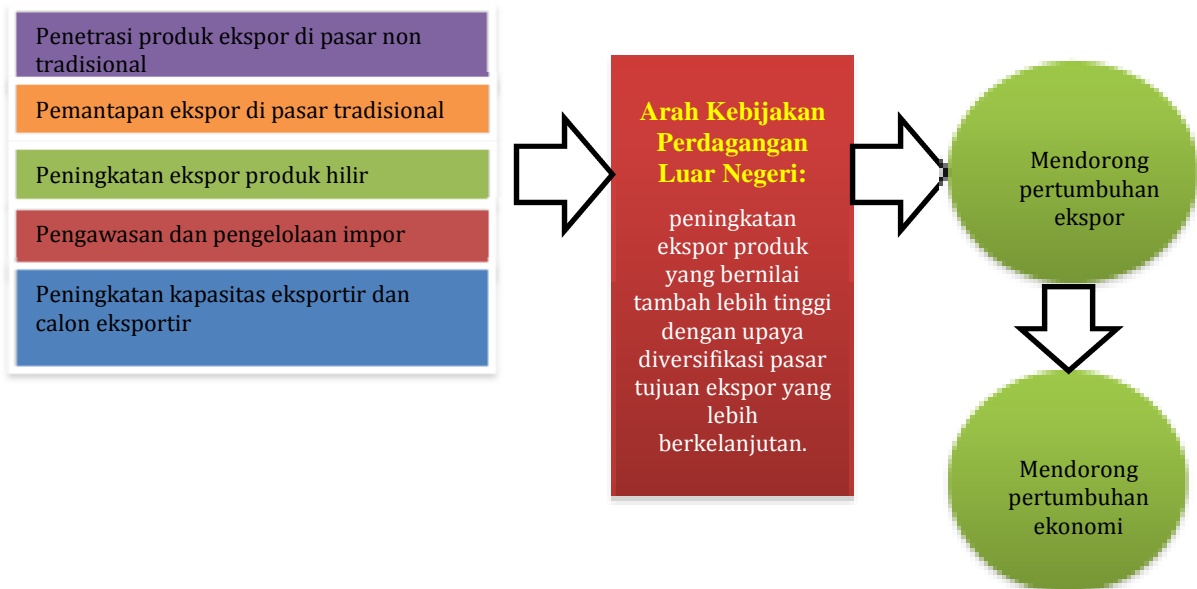 Penetrasi produk ekspor di pasar non
tradisional
Pemantapan ekspor di pasar tradisional
Peningkatan ekspor produk hilir
Pengawasan dan pengelolaan impor
Peningkatan kapasitas eksportir dan
calon eksportir
Arah Kebijakan
Perdagangan
Luar Negeri:
peningkatan
ekspor produk
yang bernilai
tambah lebih tinggi
dengan upaya
diversifikasi pasar
tujuan ekspor yang
lebih
berkelanjutan.
Mendorong
pertumbuhan
ekspor
Mendorong
pertumbuhan
ekonomi